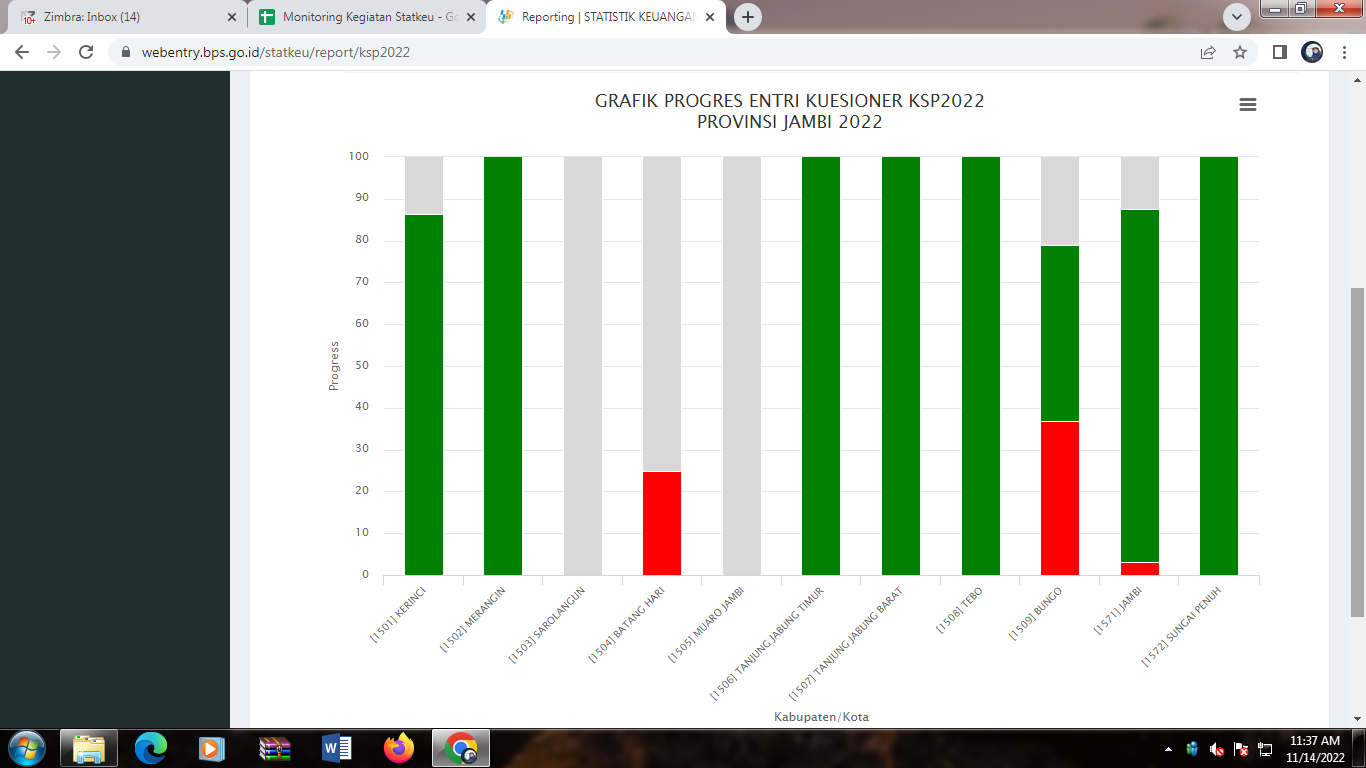 Zimbra: Inbox (14)
Monitoring Kegiatan Statkeu - Go
Reporting | STATISTIK KEUANGAN
webentry.bps.go.id/statkeu/report/ksp2022
GRAFIK PROGRES ENTRI KUESIONER KSP2022
PROVINSI JAMBI 2022
Progress
100
90
80
70
60
50
40
30
20
10
0
[1501] KERINCI
[1502] MERANGIN
[1503] SAROLANGUN
[1504] BATANG HARI
[1505] MUARO JAMBI
[1506] TANJUNG JABUNG TIMUR
[1507] TANJUNG JABUNG BARAT
[1508] TEBO
[1509] BUNGO
[1571] JAMBI
[1572] SUNGAI PENUH
Kabupaten/Kota
11:37 AM
11/14/2022